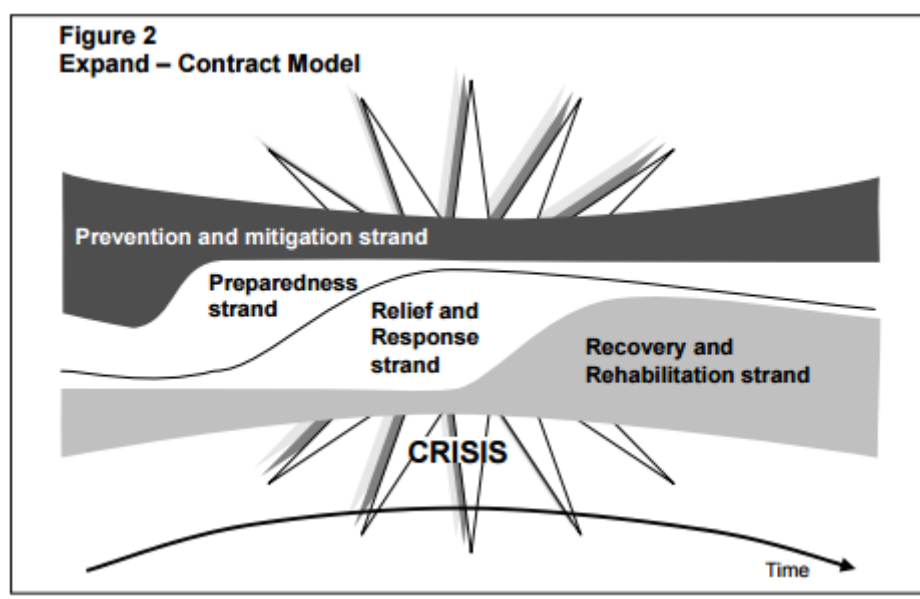 Figure 2
Expand – Contract Model
Prevention and mitigation strand
Preparedness
strand
Relief and
Response
strand
Recovery and
Rehabilitation strand
CRISIS
Time